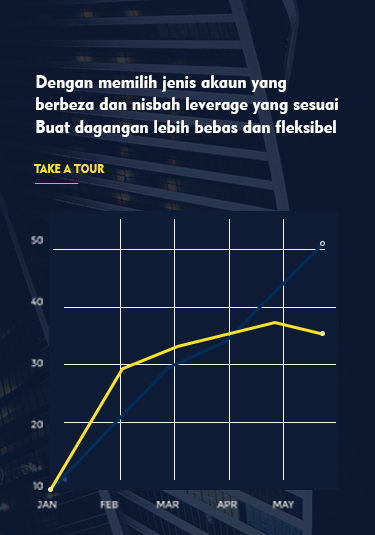 Dengan memilih jenis akaun yang
berbeza dan nisbah leverage yang sesuai
Buat dagangan lebih bebas dan fleksibel
TAKE A TOUR
50
40
30
20
10
JAN FEB MAR APR MAY